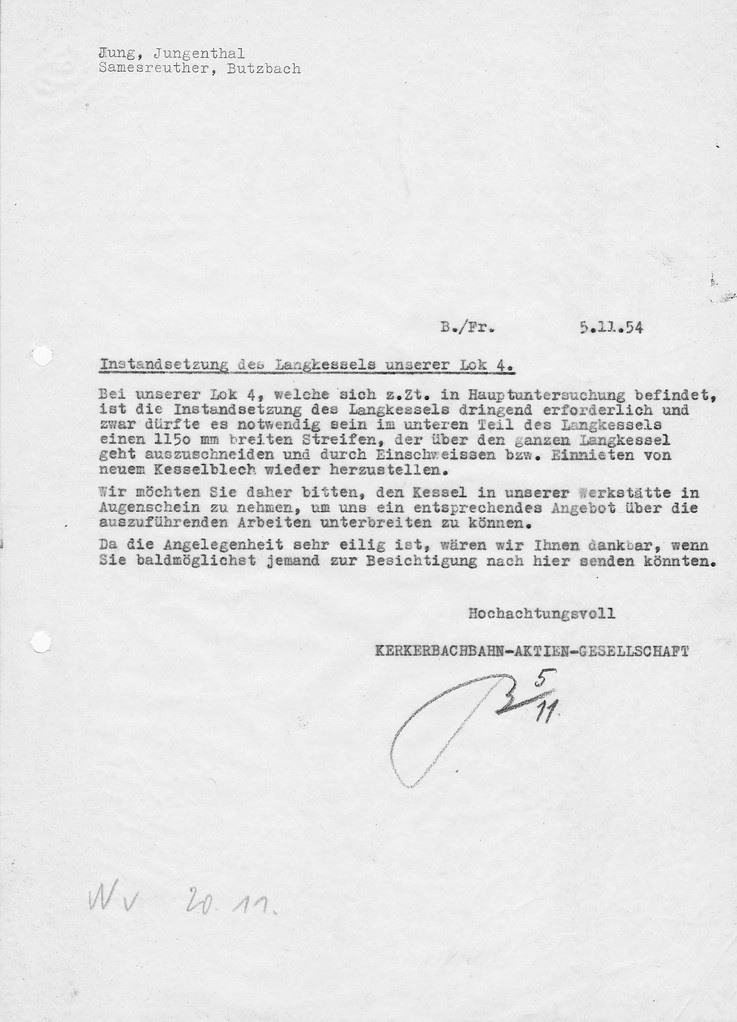 Jung, Jungenthal
Samesreuther, Butzbach
B./Fr. 5.11.54
Instandsetzung des Langkessels unserer Lok 4.
Bei unserer Lok 4, welche sich z.Zt. in Hauptuntersuchung befindet,
ist die Instandsetzung des Langkessels dringend erforderlich und
zwar dürfte es notwendig sein im unteren Teil des Langkessels
einen 115o mm breiten Streifen, der über den ganzen Langkessel
geht auszuschneiden und durch Einschweissen bzw. Einnieten von
neuem Kesselblech wieder herzustellen.
Wir möchten Sie daher bitten, den Kessel in unserer Werkstätte in
Augenschein zu nehmen, um uns ein entsprechendes Angebot über die
auszuführenden Arbeiten unterbreiten zu können.
Da die Angelegenheit sehr eilig ist, wären wir Ihnen dankbar, wenn
Sie baldmöglichst jemand zur Besichtigung nach hier senden könnten.
Hochachtungsvoll
KERKERBACHBAHN-AKTIEN-GESELLSCHAFT
5
11.
Wv 20.11.